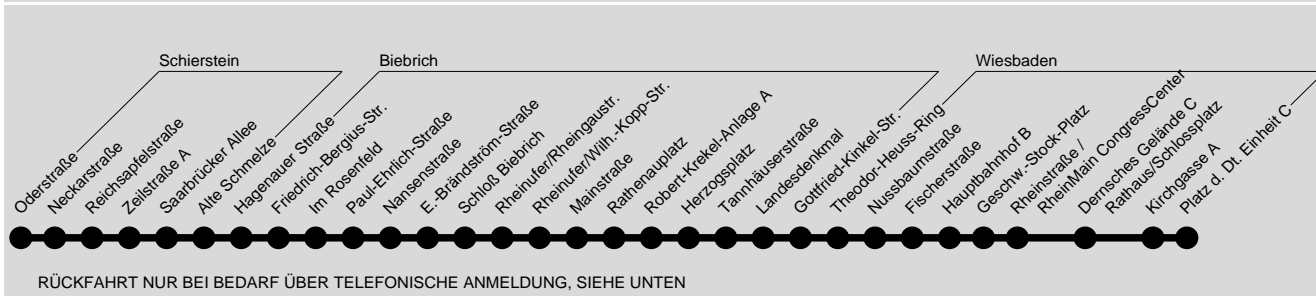 Schierstein
Biebrich
Wiesbaden
Oderstraße
Neckarstraße
Reichsapfelstraße
Zeilstraße A
Saarbrücker Allee
Alte Schmelze
Hagenauer Straße
Friedrich-Bergius-Str.
Im Rosenfeld
Paul-Ehrlich-Straße
Nansenstraße
E.-Brändström-Straße
Schloß Biebrich
Rheinufer/Rheingaustr.
Rheinufer/Wilh.-Kopp-Str.
Mainstraße
Rathenauplatz
Robert-Krekel-Anlage A
Herzogsplatz
Tannhäuserstraße
Landesdenkmal
Gottfried-Kinkel-Str.
Theodor-Heuss-Ring
Nussbaumstraße
Fischerstraße
Hauptbahnhof B
Geschw.-Stock-Platz
Rheinstraße /
RheinMain CongressCenter
Dernsches Gelände C
Rathaus/Schlossplatz
Kirchgasse A
Platz d. Dt. Einheit C
RÜCKFAHRT NUR BEI BEDARF ÜBER TELEFONISCHE ANMELDUNG, SIEHE UNTEN